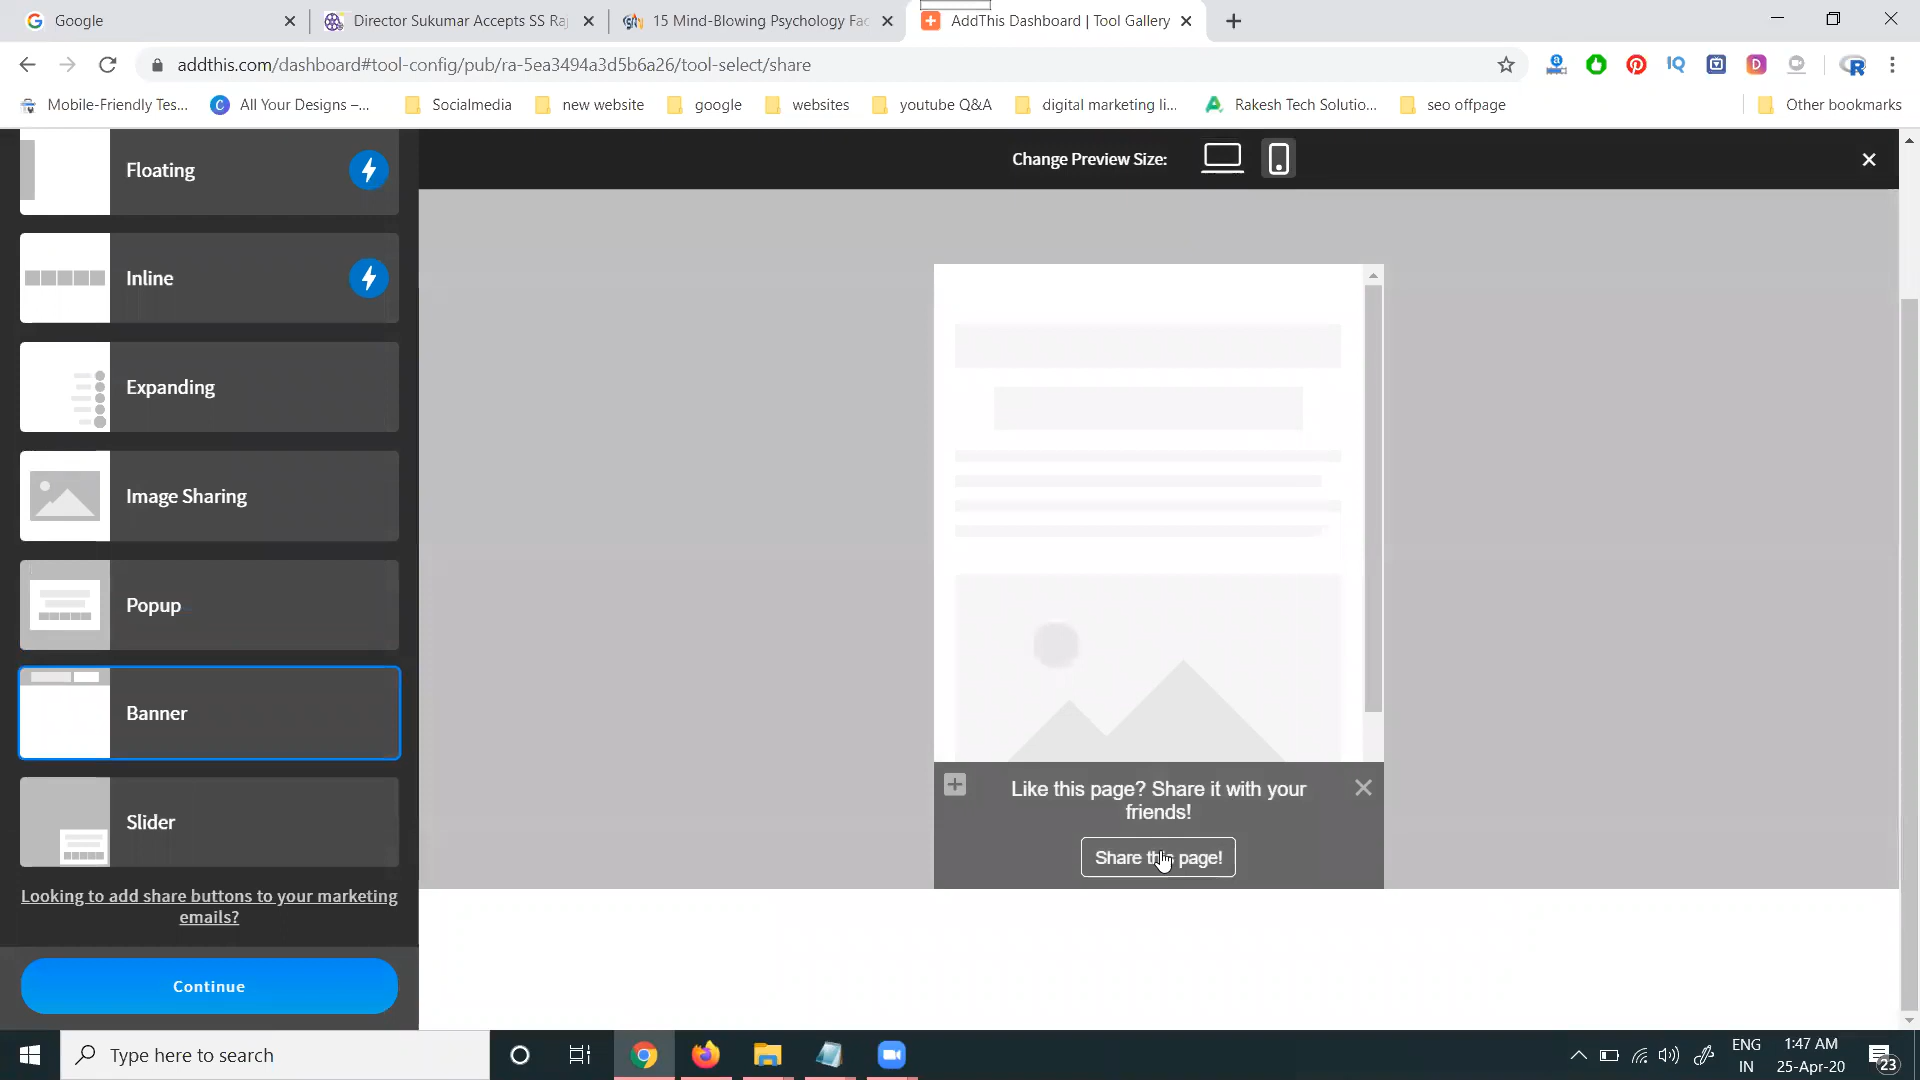 Google
Director Sukumar Accepts SS Raj
15 Mind-Blowing Psychology Fac
AddThis Dashboard | Tool Gallery
addthis.com/dashboard#tool-config/pub/ra-5ea3494a3d5b6a26/tool-select/share
Mobile-Friendly Tes...
All Your Designs –...
Socialmedia
new website
google
websites
youtube Q&A
digital marketing li...
Rakesh Tech Solutio...
seo offpage
Other bookmarks
Change Preview Size:
Floating
Inline
Expanding
Image Sharing
Popup
Banner
Slider
Like this page? Share it with your
friends!
Share this page!
Looking to add share buttons to your marketing
emails?
Continue
Type here to search
ENG
IN
1:47 AM
25-Apr-20
23